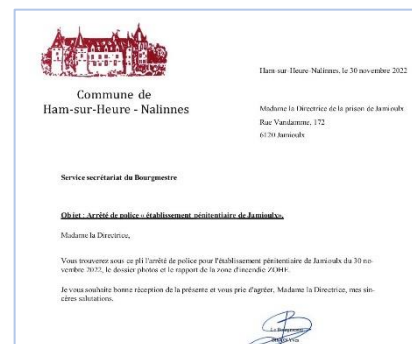 Ham-sur-Heure-Nalinnes, le 30 novembre 2022
Commune de
Ham-sur-Heure - Nalinnes
Madame la Directrice de la prison de Jamioulx
Rue Vandamme, 172
6120 Jamioulx
Service secrétariat du Bourgmestre
Objet : Arrêté de police « établissement pénitentiaire de Jamioulx».
Madame la Directrice,
Vous trouverez sous ce pli l'arrêté de police pour l'établissement pénitentiaire de Jamioulx du 30 no-
vembre 2022, le dossier photos et le rapport de la zone d'incendie ZOHE.
Je vous souhaite bonne réception de la présente et vous prie d'agréer, Madame la Directrice, mes sin-
cères salutations.
Le Bourgmestre